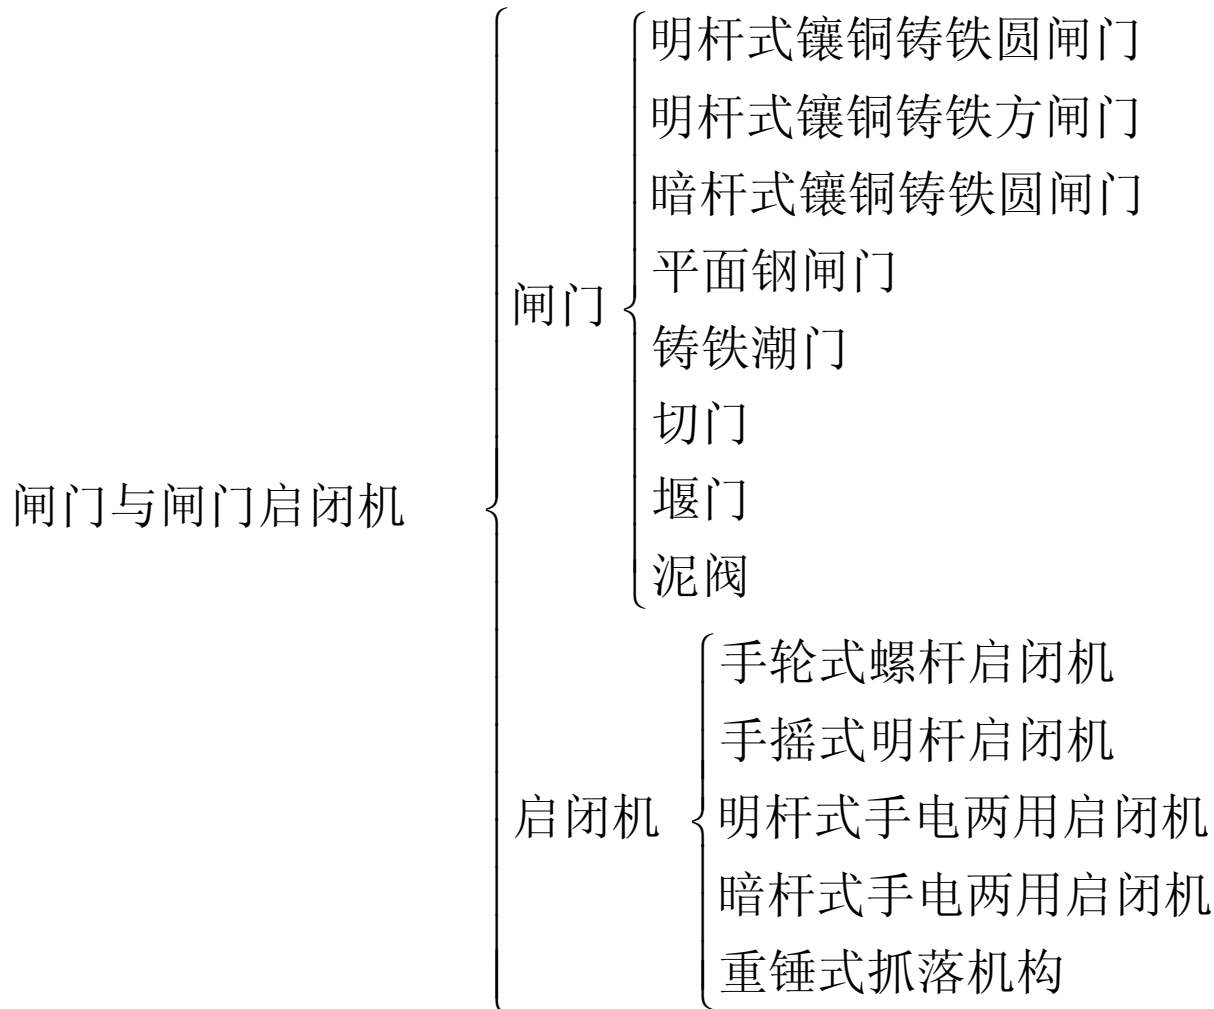 闸门与闸门启闭机
闸门
明杆式镶铜铸铁圆闸门
明杆式镶铜铸铁方闸门
暗杆式镶铜铸铁圆闸门
平面钢闸门
铸铁潮门
切门
堰门
泥阀
启闭机
手轮式螺杆启闭机
手摇式明杆启闭机
明杆式手电两用启闭机
暗杆式手电两用启闭机
重锤式抓落机构